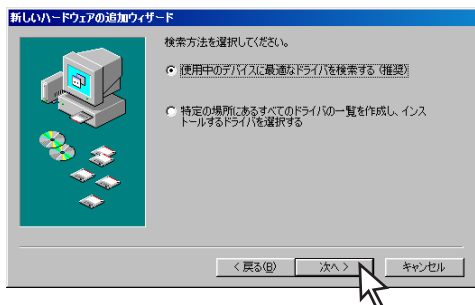 新しいハードウェアの追加ウィザード
検索方法を選択してください。
使用中のデバイスに最適なドライバを検索する (推奨)
特定の場所にあるすべてのドライバの一覧を作成し、インス
トールするドライバを選択する
< 戻る(B)
次へ >
キャンセル